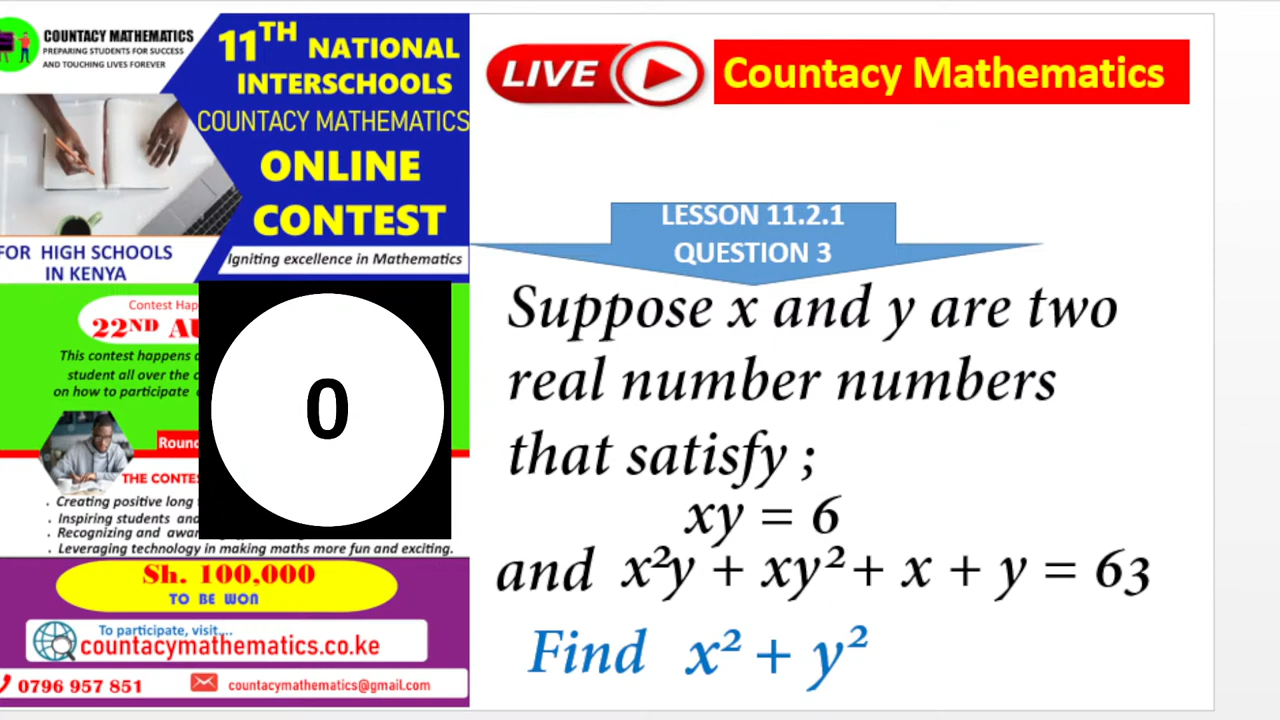 COUNTACY MATHEMATICS
PREPARING STUDENTS FOR SUCCESS
AND TOUCHING LIVES FOREVER
11TH NATIONAL
INTERSCHOOLS
COUNTACY MATHEMATICS
ONLINE
CONTEST
FOR HIGH SCHOOLS
IN KENYA
Igniting excellence in Mathematics
Contest
22ND
This contest happens
student all over the
on how to participate
Round
0
THE
. Creating positive long
. Inspiring students and
. Recognizing and
. Leveraging technology in making maths more fun and exciting.
Sh. 100,000
TO BE WON
To participate, visit....
countacymathematics.co.ke
0796 957 851
countacymathematics@gmail.com
LIVE
Countacy Mathematics
LESSON 11.2.1
QUESTION 3
Suppose x and y are two
real number numbers
that satisfy ;
xy = 6
and x²y + xy² + x + y = 63
Find x² + y²